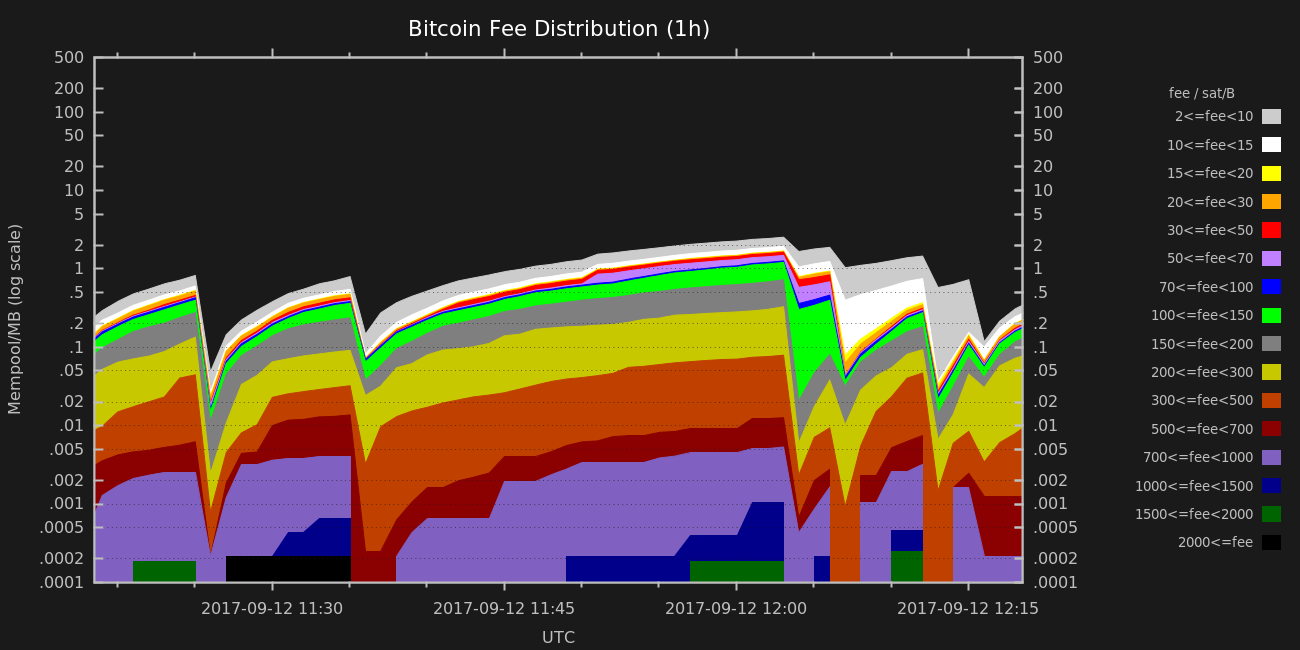 Bitcoin Fee Distribution (1h)
500 500
200 200
100 100
50 50
20 20
10 10
5 5
2 2
1 1
.5 .5
.2 .2
.1 .1
.05 .05
.02 .02
.01 .01
.005 .005
.002 .002
.001 .001
.0005 .0005
.0002 .0002
.0001 .0001
Mempool/MB (log scale)
2017-09-12 11:30 2017-09-12 11:45 2017-09-12 12:00 2017-09-12 12:15
UTC
fee / sat/B
2<=fee<10
10<=fee<15
15<=fee<20
20<=fee<30
30<=fee<50
50<=fee<70
70<=fee<100
100<=fee<150
150<=fee<200
200<=fee<300
300<=fee<500
500<=fee<700
700<=fee<1000
1000<=fee<1500
1500<=fee<2000
2000<=fee